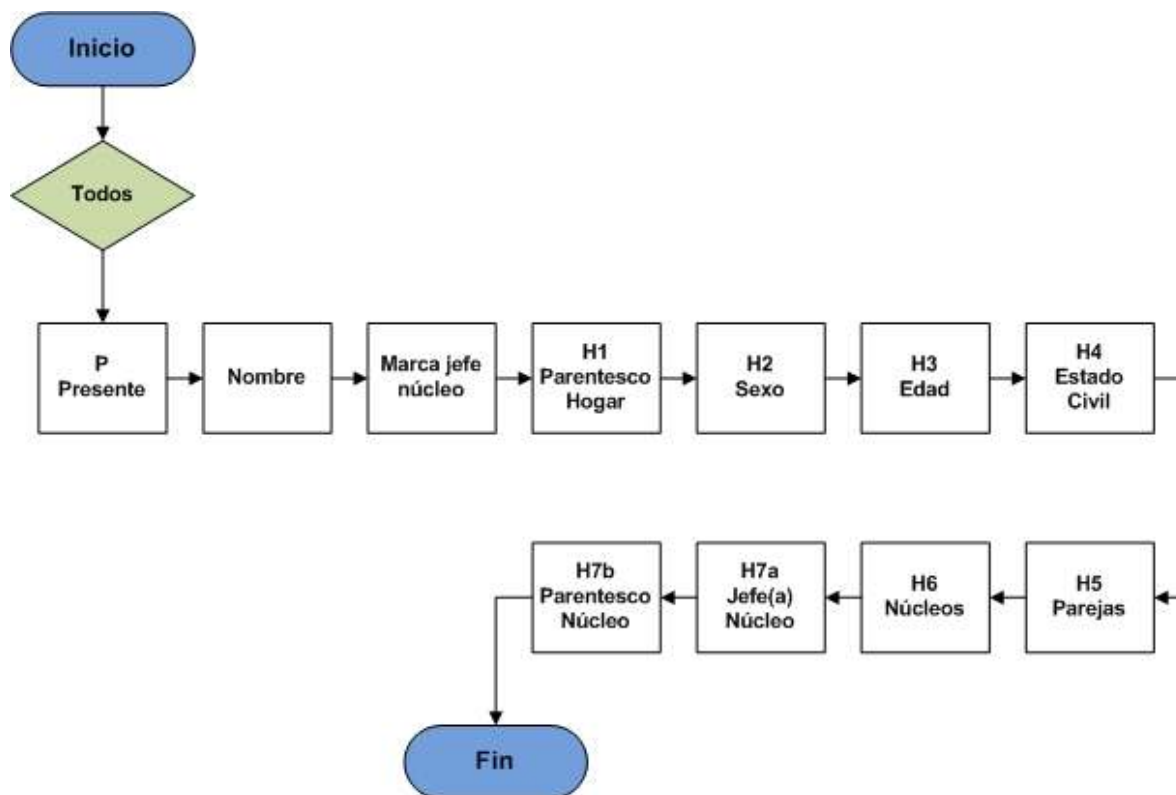 Inicio
Todos
P
Presente
Nombre
Marca jefe
núcleo
H1
Parentesco
Hogar
H2
Sexo
H3
Edad
H4
Estado
Civil
H5
Parejas
H6
Núcleos
H7a
Jefe(a)
Núcleo
H7b
Parentesco
Núcleo
Fin